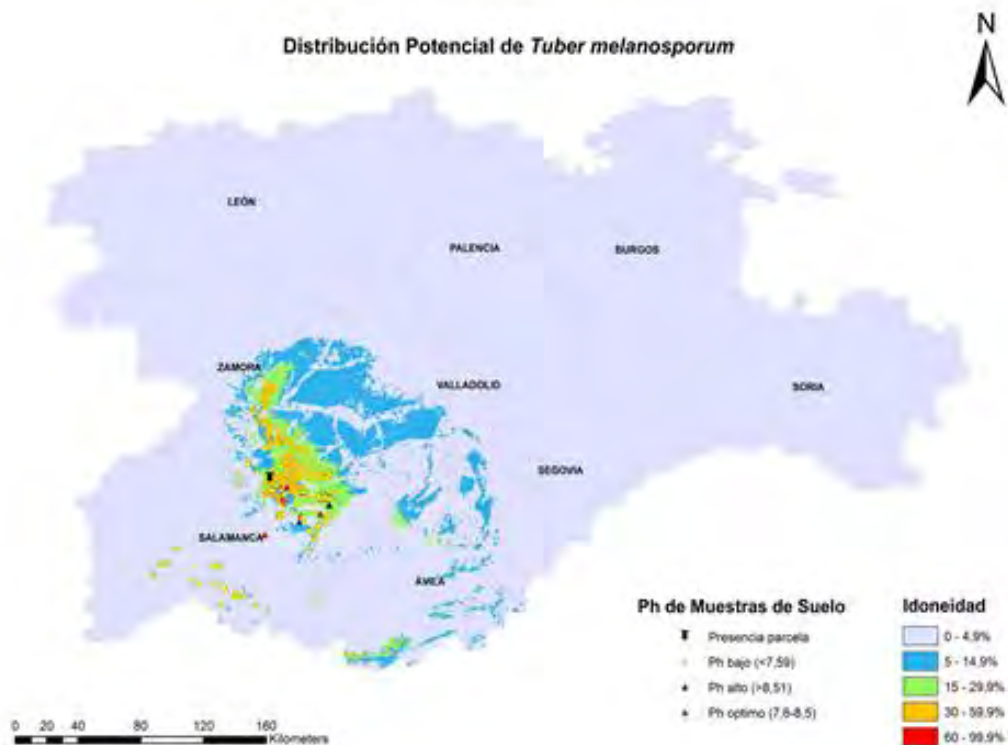 Distribución Potencial de Tuber melanosporum
N
LEÓN
PALENCIA
BURGOS
ZAMORA
VALLADOLID
SORIA
SEGOVIA
SALAMANCA
ÁVILA
Ph de Muestras de Suelo
Presencia parcela
Ph bajo (<7,59)
Ph alto (>8,51)
Ph optimo (7,6-8,5)
Idoneidad
0 - 4,9%
5 - 14,9%
15 - 29,9%
30 - 59,9%
60 - 99,9%
0 20 40 80 120 160
Kilometers